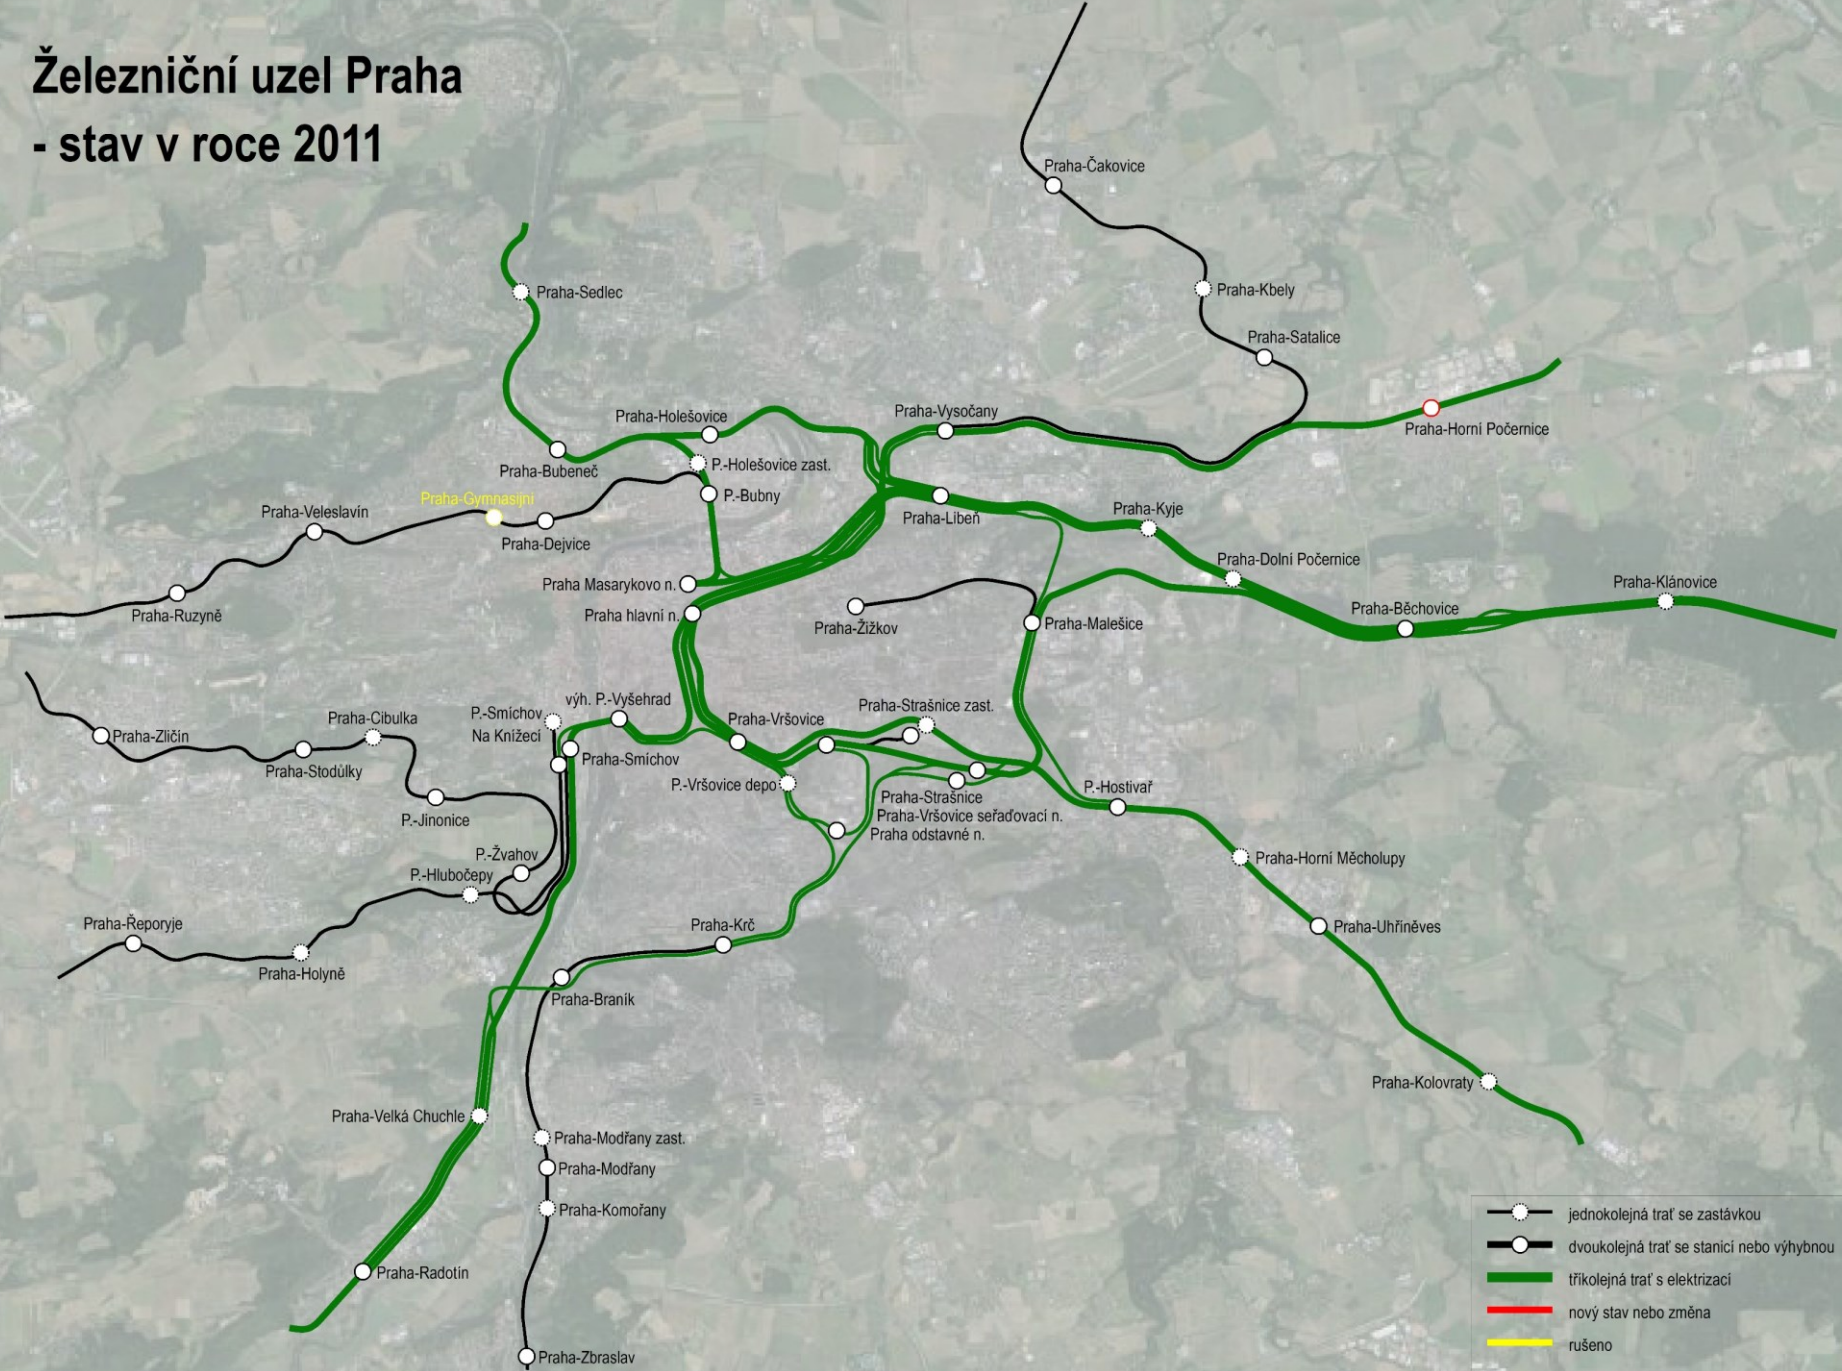 Železniční uzel Praha
- stav v roce 2011
Praha-Čakovice
Praha-Sedlec
Praha-Kbely
Praha-Satalice
Praha-Holešovice
Praha-Vysočany
Praha-Horní Počernice
P.-Holešovice zast.
Praha-Bubeneč
Praha-Gymnasijní
P.-Bubny
Praha-Veleslavín
Praha-Libeň
Praha-Kyje
Praha-Dejvice
Praha-Dolní Počernice
Praha Masarykovo n.
Praha-Klánovice
Praha-Ruzyně
Praha hlavní n.
Praha-Žižkov
Praha-Malešice
Praha-Běchovice
výh. P.-Vyšehrad
Praha-Strašnice zast.
P.-Smíchov
Na Knížecí
Praha-Cibulka
Praha-Vršovice
Praha-Zličín
Praha-Smíchov
Praha-Stodůlky
P.-Vršovice depo
P.-Hostivař
Praha-Strašnice
P.-Jinonice
Praha-Vršovice seřaďovací n.
Praha odstavné n.
P.-Žvahov
Praha-Horní Měcholupy
P.-Hlubočepy
Praha-Řeporyje
Praha-Krč
Praha-Uhříněves
Praha-Holyně
Praha-Braník
Praha-Kolovraty
Praha-Velká Chuchle
Praha-Modřany zast.
Praha-Modřany
Praha-Komořany
Praha-Radotín
Praha-Zbraslav
jednokolejná trať se zastávkou
dvoukolejná trať se stanicí nebo výhybnou
tříkolejná trať s elektrizací
nový stav nebo změna
rušeno